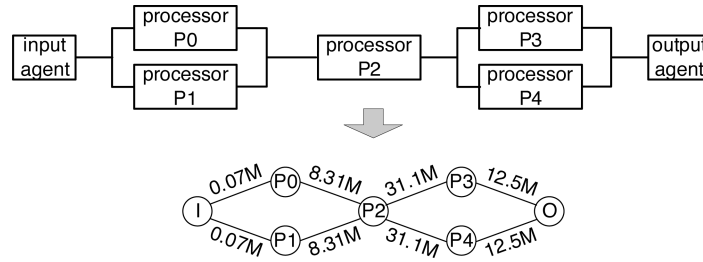 input
agent
processor
P0
processor
P1
processor
P2
processor
P3
processor
P4
output
agent
0.07M
P0
8.31M
31.1M
P3
12.5M
I
P2
O
0.07M
P1
8.31M
31.1M
P4
12.5M